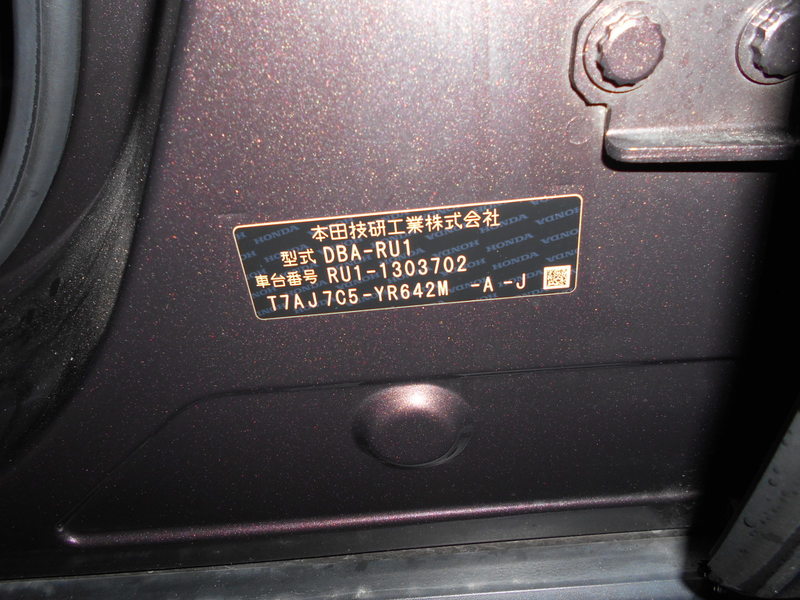 本田技研工業株式会社
型式 DBA-RU1
車台番号 RU1-1303702
T7AJ7C5-YR642M -A -J